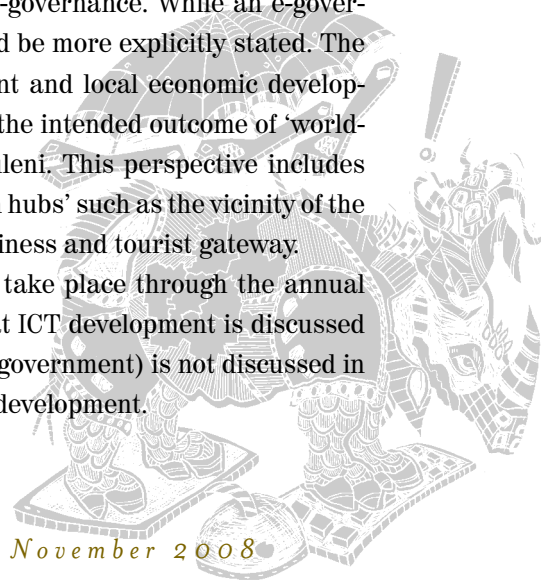 -governance. While an e-gover-
d be more explicitly stated. The
nt and local economic develop-
the intended outcome of ‘world-
uleni. This perspective includes
n hubs’ such as the vicinity of the
iness and tourist gateway.
take place through the annual
at ICT development is discussed
government) is not discussed in
development.
November 2008